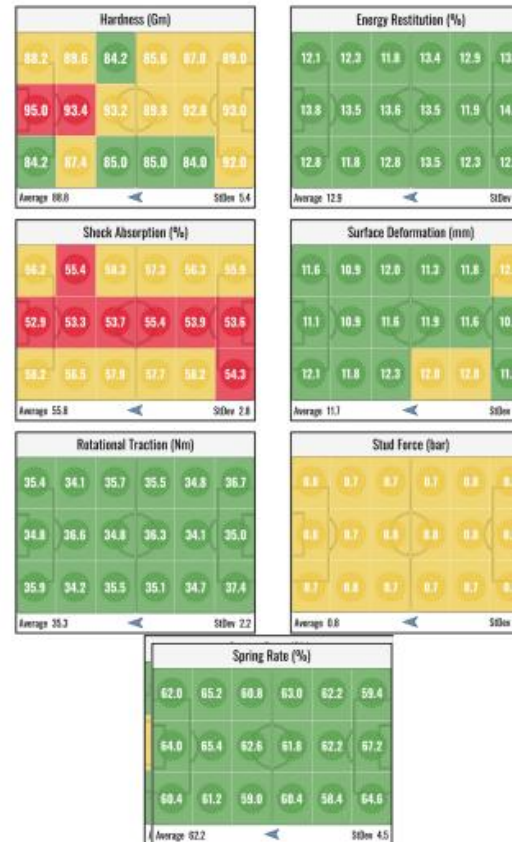 Hardness (Gm)
88.2 89.6 84.2 85.6 87.0 89.0
95.0 93.4 93.2 89.6 92.8 93.0
84.2 87.4 85.0 85.0 84.0 92.0
Average 88.8 StDev 5.4
Energy Restitution (%)
12.1 12.3 11.8 13.4 12.9
13.8 13.5 13.6 13.5 11.9
12.8 11.8 12.8 13.5 12.3
Average 12.9 StDev
Shock Absorption (%)
56.2 55.4 57.3 56.3 55.9
52.9 53.3 53.7 55.4 53.9 53.6
56.5 57.7 54.3
Average 55.8 StDev 2.8
Surface Deformation (mm)
11.6 10.9 12.0 11.3 11.8
11.1 10.9 11.6 11.9 11.6
12.1 11.8 12.3 12.8 12.8
Average 11.7 StDev
Rotational Traction (Nm)
35.4 34.1 35.7 35.5 34.8 36.7
34.8 36.6 34.8 36.3 34.1 35.0
35.9 34.2 35.5 35.1 34.7 37.4
Average 35.3 StDev 2.2
Stud Force (bar)
0.8 0.7 0.7 0.7 0.8
0.8 0.7 0.8 0.8 0.8
0.7 0.8 0.7 0.7 0.7
Average 0.8 StDev
Spring Rate (%)
62.0 65.2 60.8 63.0 62.2 59.4
64.0 65.4 62.6 61.8 62.2 67.2
60.4 61.2 59.0 60.4 58.4 64.6
Average 62.2 StDev 4.5